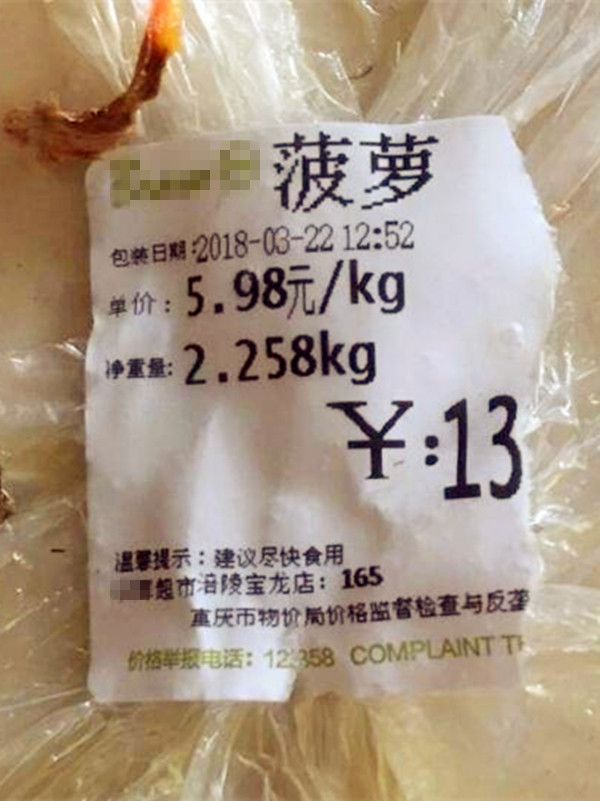 菠萝
包装日期:2018-03-22 12:52
单价: 5.98元/kg
净重量: 2.258kg
¥:13
温馨提示:建议尽快食用
超市涪陵宝龙店: 165
重庆市物价局价格监督检查与反垄
价格举报电话: 12358 COMPLAINT